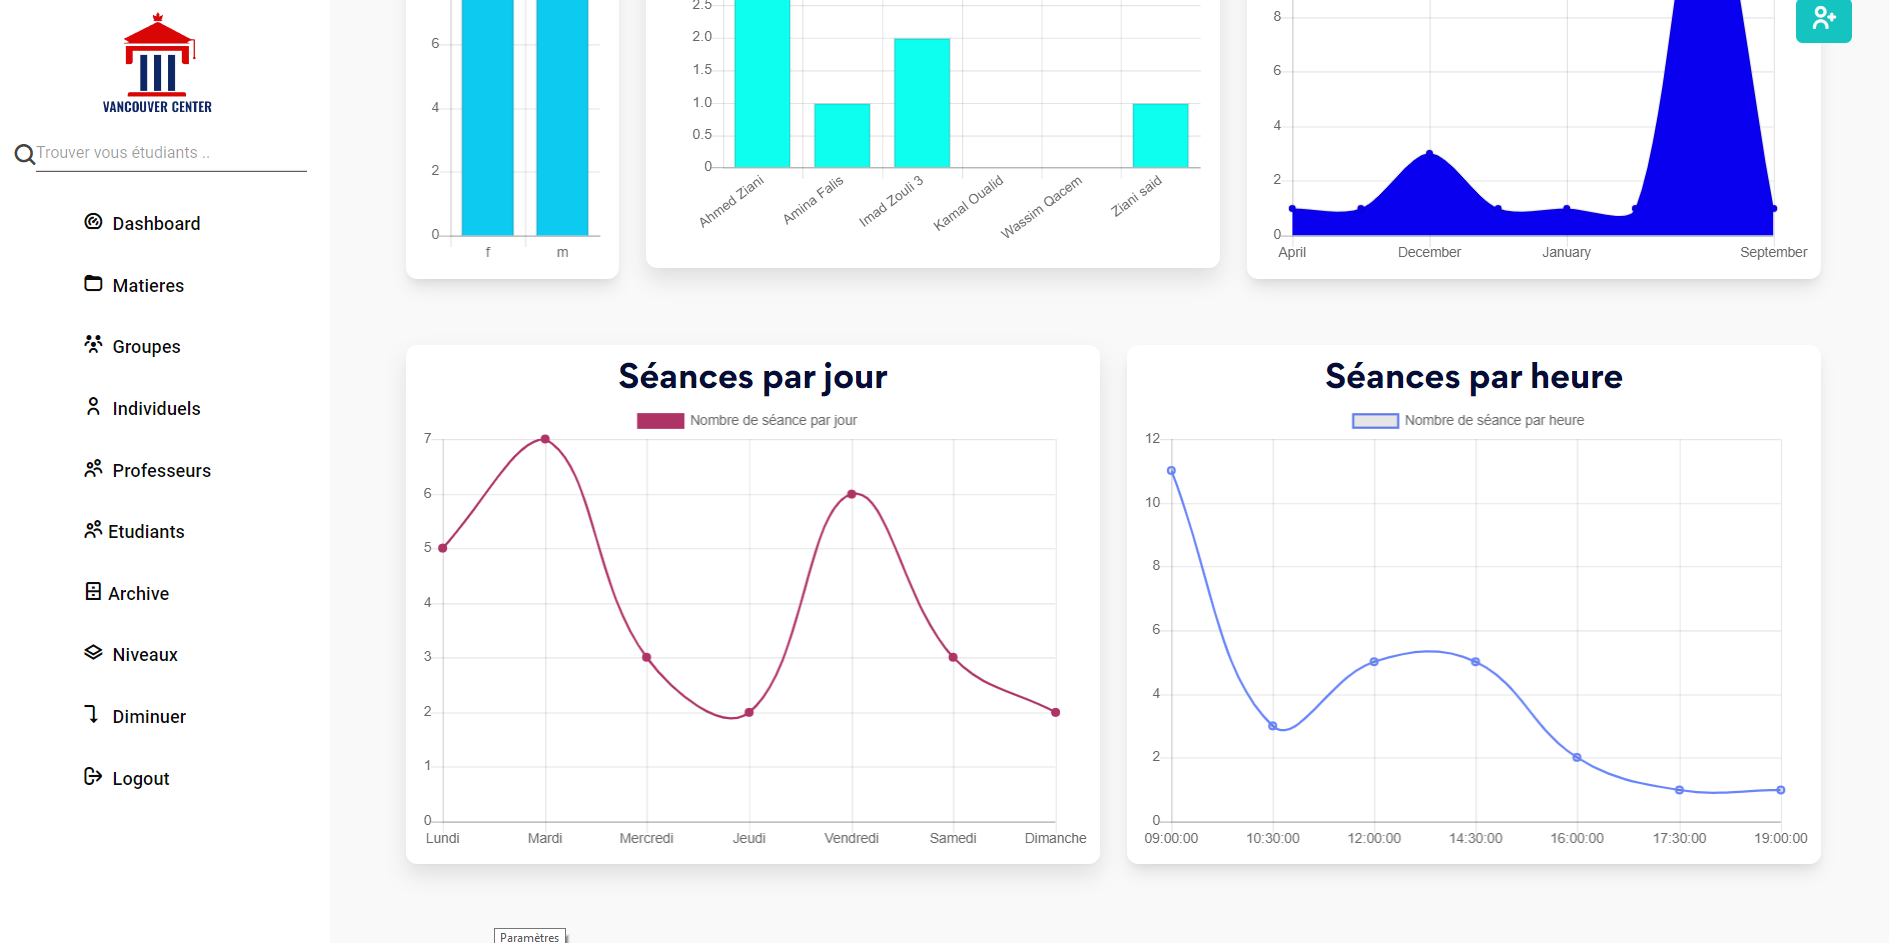 VANCOUVER CENTER
Trouver vous étudiants ..
Dashboard
Matieres
Groupes
Individuels
Professeurs
Etudiants
Archive
Niveaux
Diminuer
Logout
6
4
2
0
f m
2.5
2.0
1.5
1.0
0.5
0
Ahmed Ziani
Amina Falis
Imad Zouli 3
Kamal Oualid
Wassim Qacem
Ziani said
8
6
4
2
0
April December January September
Séances par jour
Nombre de séance par jour
7
6
5
4
3
2
1
0
Lundi Mardi Mercredi Jeudi Vendredi Samedi Dimanche
Séances par heure
Nombre de séance par heure
12
10
8
6
4
2
0
09:00:00 10:30:00 12:00:00 14:30:00 16:00:00 17:30:00 19:00:00
Paramètres